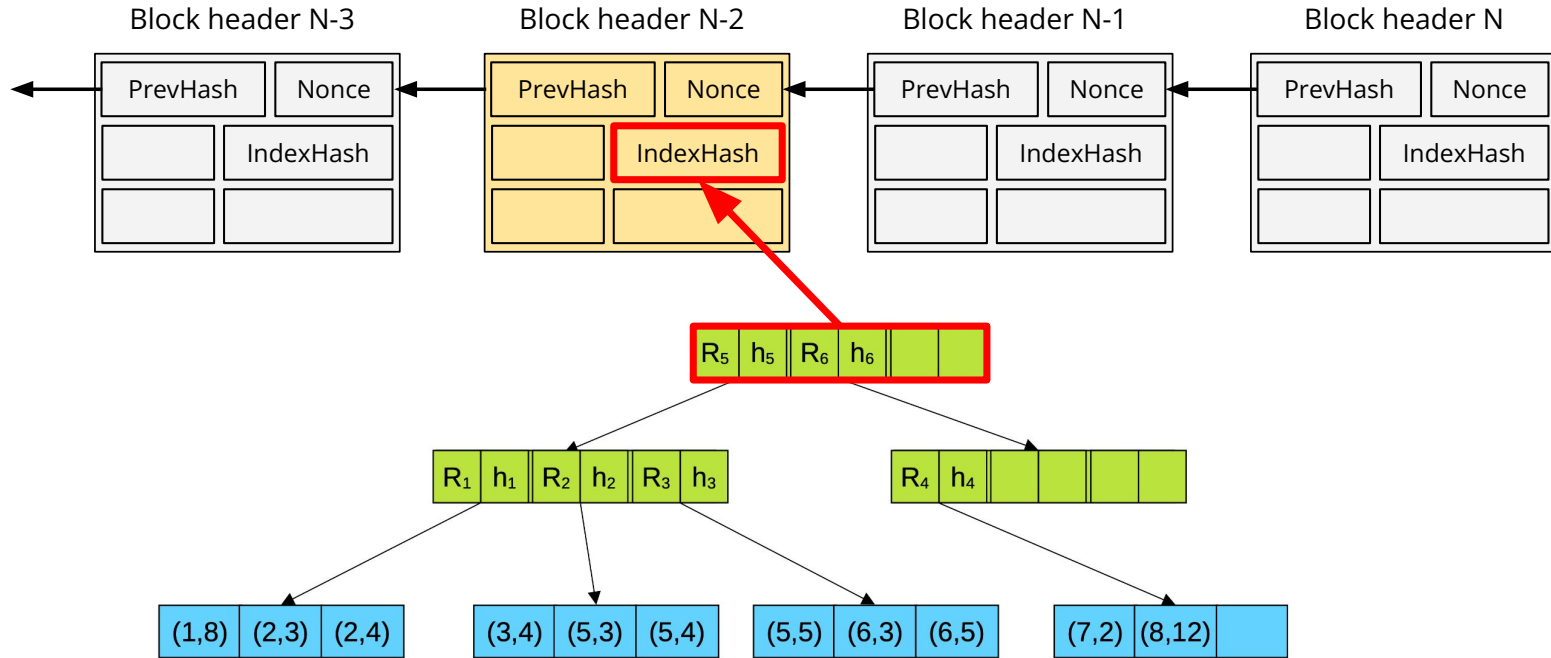 Block header N-3 Block header N-2 Block header N-1 Block header N
PrevHash Nonce PrevHash Nonce PrevHash Nonce PrevHash Nonce
IndexHash IndexHash IndexHash IndexHash
R₅ h₅ R₆ h₆
R₁ h₁ R₂ h₂ R₃ h₃ R₄ h₄
(1,8) (2,3) (2,4) (3,4) (5,3) (5,4) (5,5) (6,3) (6,5) (7,2) (8,12)